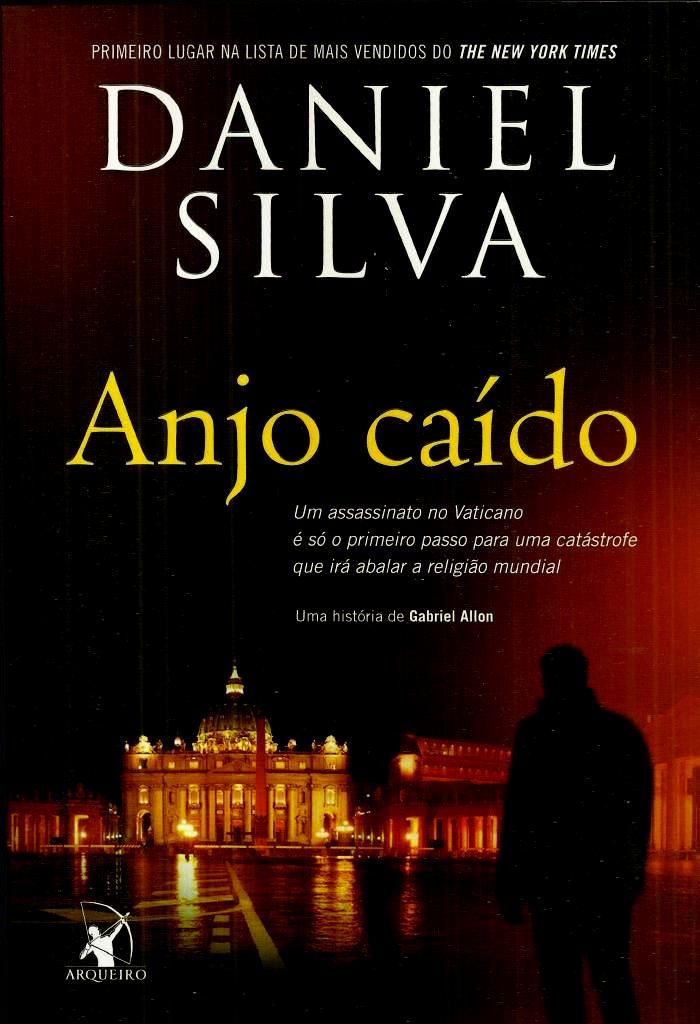 PRIMEIRO LUGAR NA LISTA DE MAIS VENDIDOS DO THE NEW YORK TIMES
DANIEL
SILVA
Anjo caído
Um assassinato no Vaticano
é só o primeiro passo para uma catástrofe
que irá abalar a religião mundial
Uma história de Gabriel Allon
ARQUEIRO